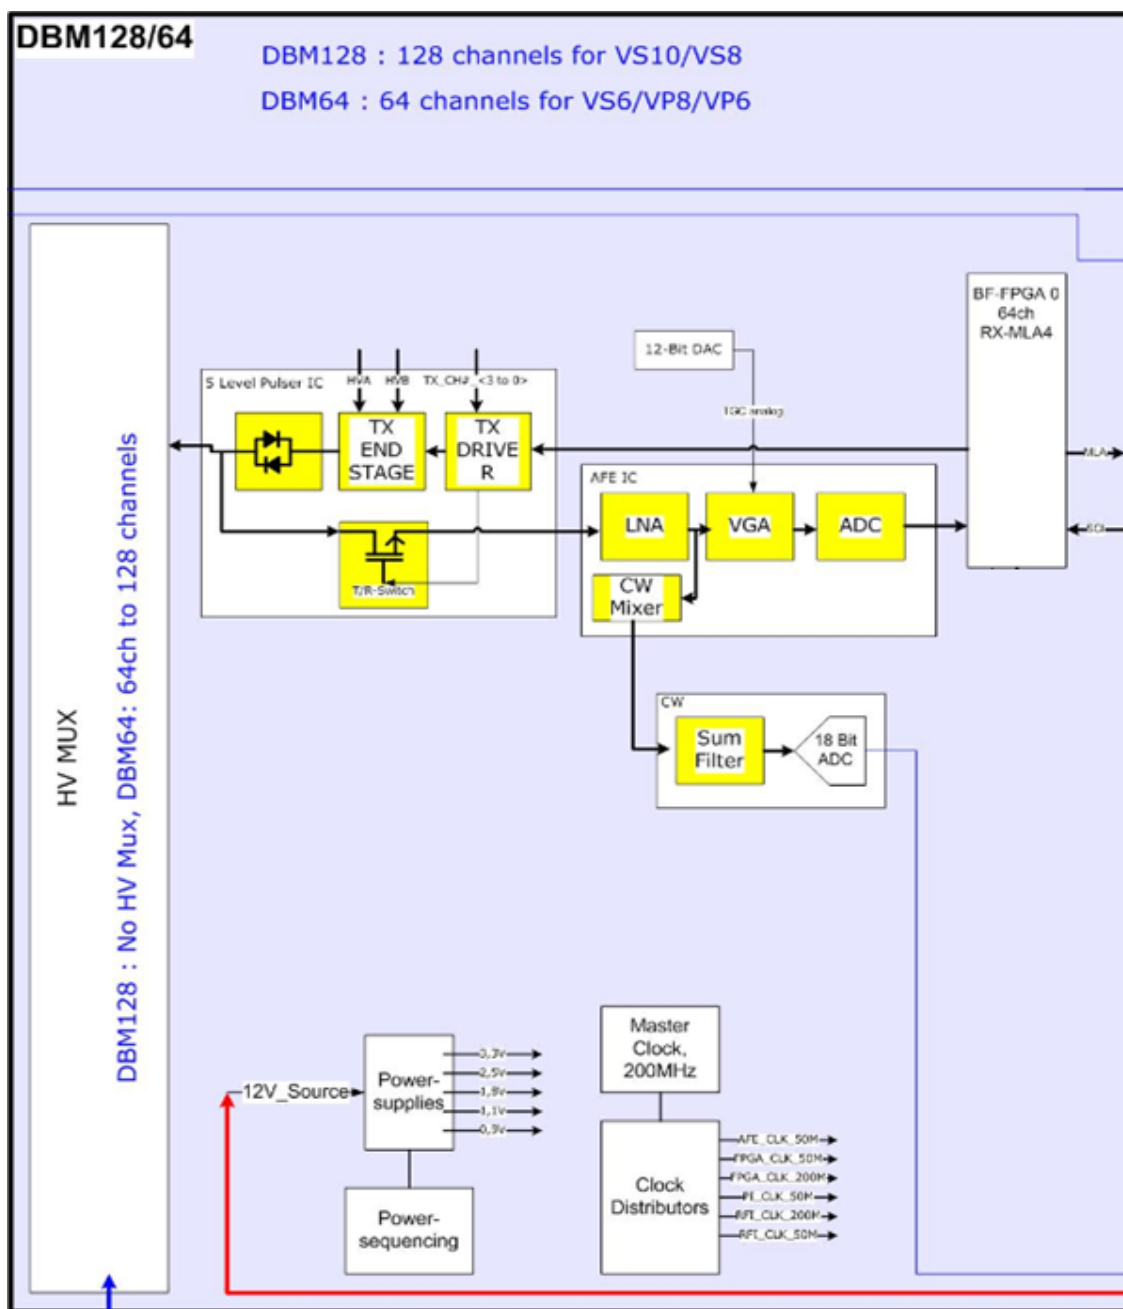 DBM128/64
DBM128 : 128 channels for VS10/VS8
DBM64 : 64 channels for VS6/VP8/VP6
HV MUX
DBM128 : No HV Mux, DBM64: 64ch to 128 channels
5 Level Pulser IC
HVA
HVB
TX_CH#_<3 to 0>
TX
END
STAGE
TX
DRIVE
R
T/R-Switch
12-Bit DAC
TGC analog
AFE IC
LNA
VGA
ADC
CW
Mixer
BF-FPGA 0
64ch
RX-MLA4
MLA
CW
Sum
Filter
18 Bit
ADC
12V_Source
Power-
supplies
2,5V
1,8V
1,1V
Power-
sequencing
Master
Clock,
200MHz
Clock
Distributors
AFE_CLK_50M
FPGA_CLK_50M
FPGA_CLK_200M
RFI_CLK_200M
RFI_CLK_50M